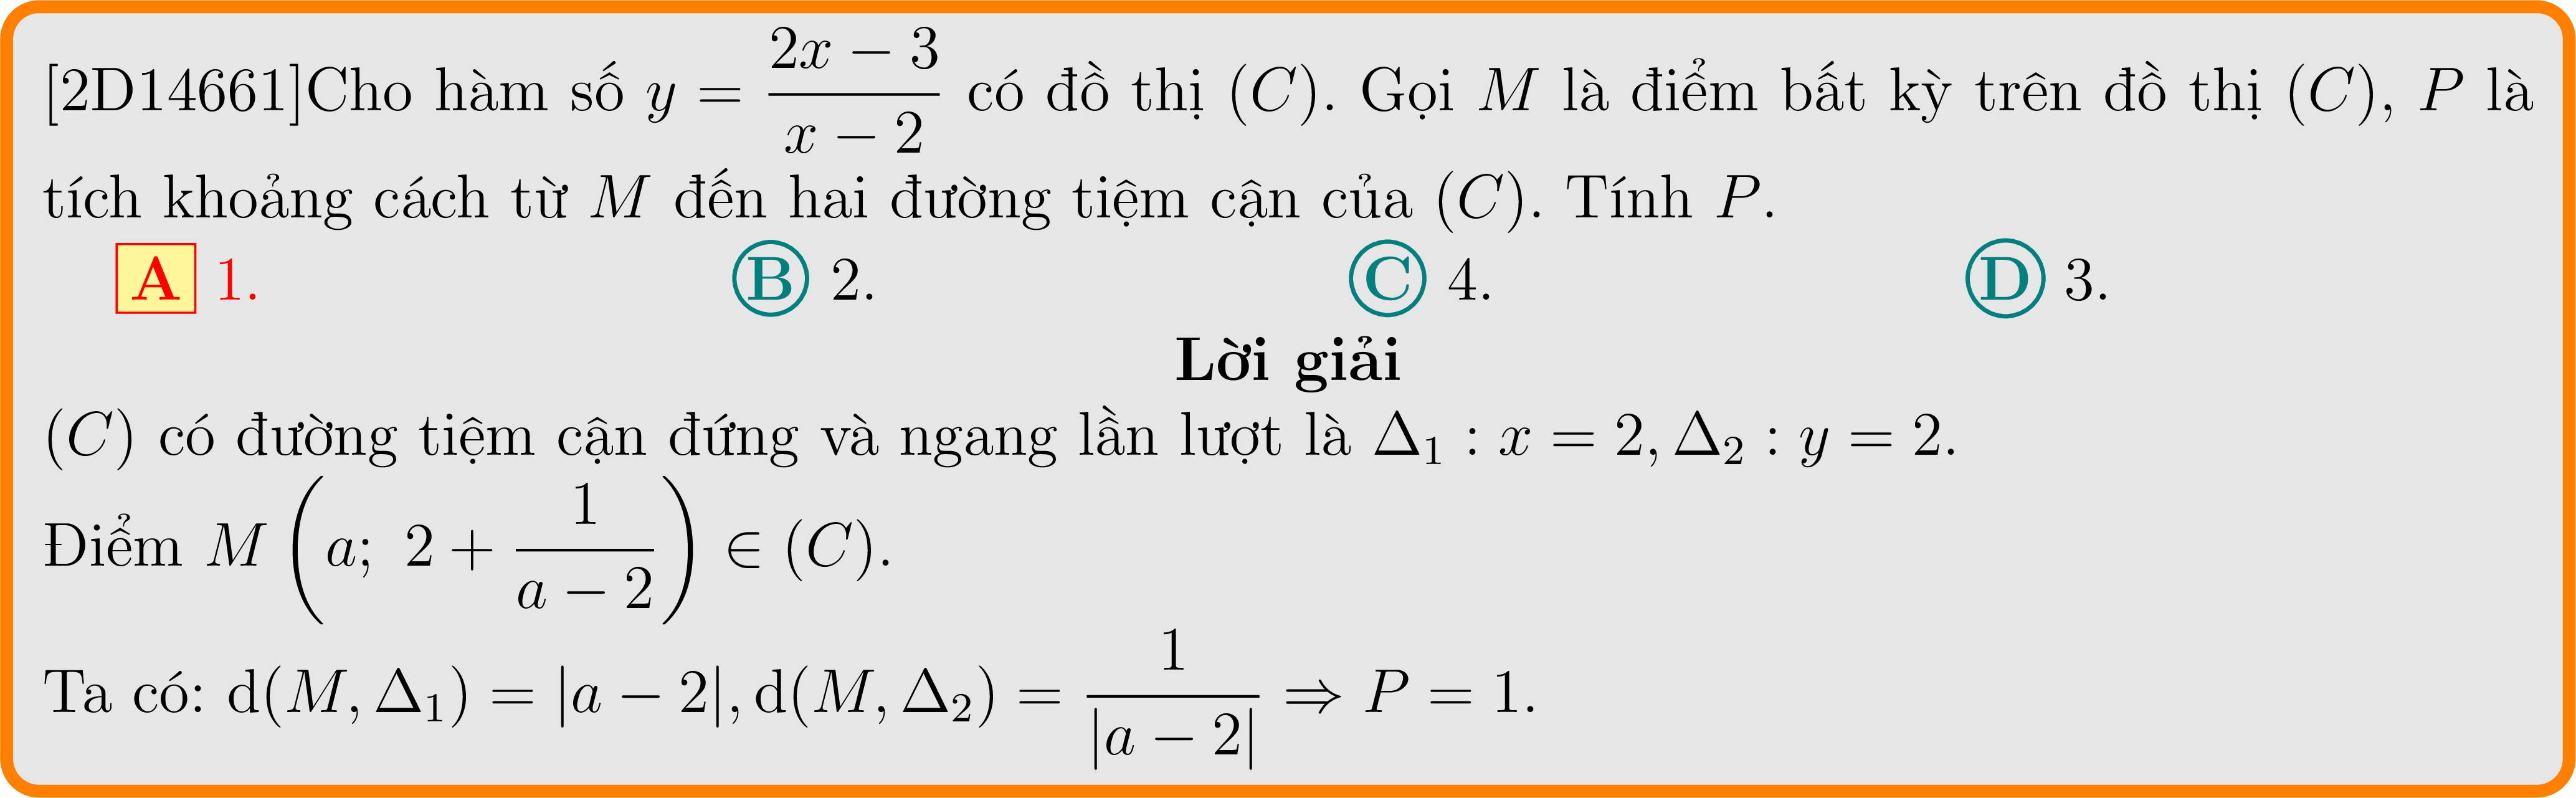 [2D14661]Cho hàm số $y = \dfrac{2x-3}{x-2}$ có đồ thị $(C)$. Gọi $M$ là điểm bất kỳ trên đồ thị $(C)$, $P$ là
tích khoảng cách từ $M$ đến hai đường tiệm cận của $(C)$. Tính $P$.
A 1. B 2. C 4. D 3.
Lời giải
$(C)$ có đường tiệm cận đứng và ngang lần lượt là $\Delta_1 : x = 2, \Delta_2 : y = 2$.
Điểm $M\left(a;\ 2 + \dfrac{1}{a-2}\right) \in (C)$.
Ta có: $\mathrm{d}(M, \Delta_1) = |a-2|, \mathrm{d}(M, \Delta_2) = \dfrac{1}{|a-2|} \Rightarrow P = 1$.